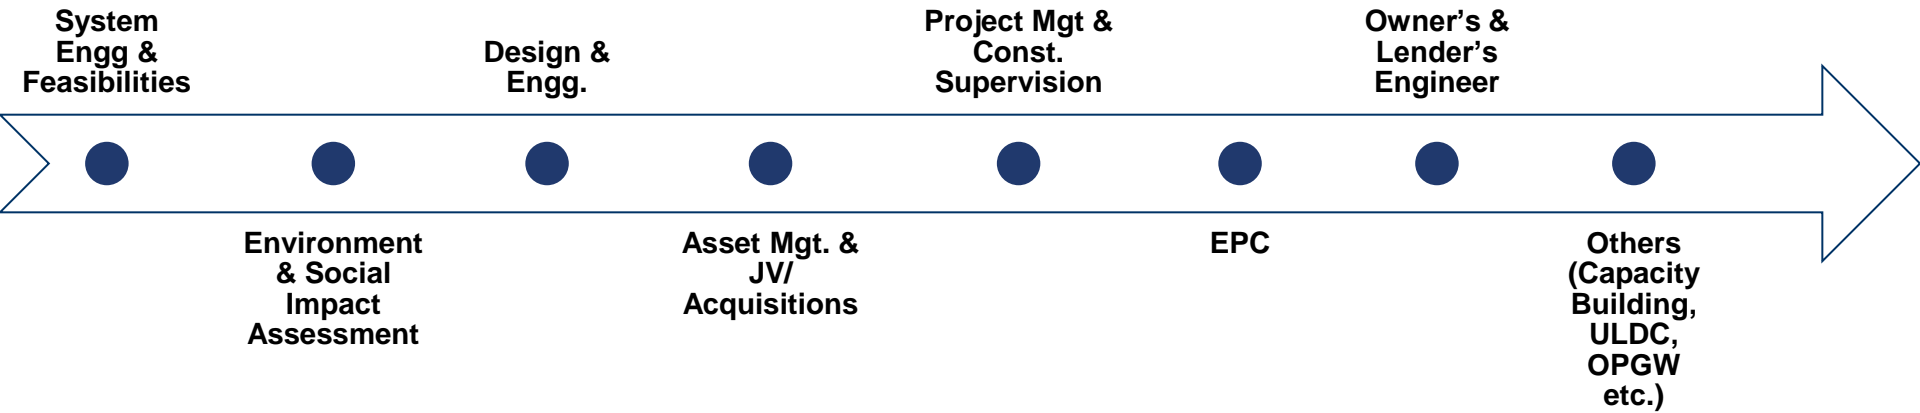 System
Engg &
Feasibilities
Environment
& Social
Impact
Assessment
Design &
Engg.
Asset Mgt. &
JV/
Acquisitions
Project Mgt &
Const.
Supervision
EPC
Owner’s &
Lender’s
Engineer
Others
(Capacity
Building,
ULDC,
OPGW
etc.)